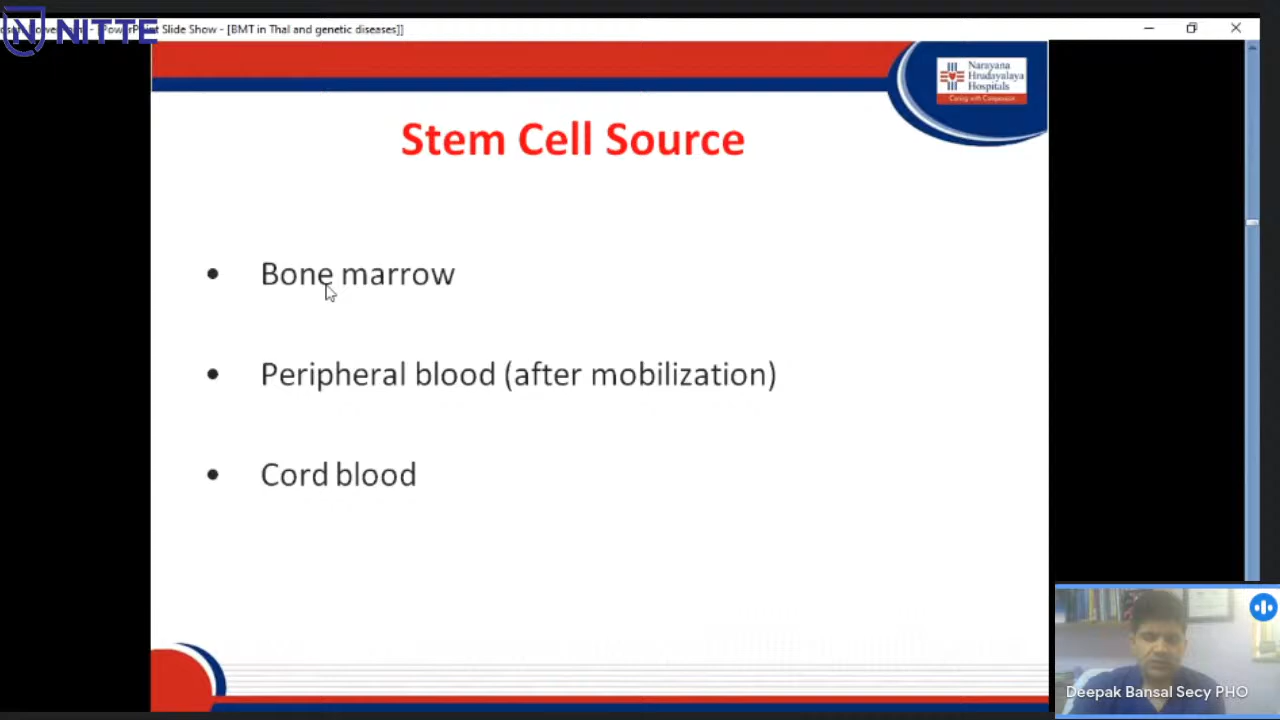 NITTE
PowerPoint Slide Show - [BMT in Thal and genetic diseases]]
Narayana
Hrudayalaya
Hospitals
Caring with Compassion
Stem Cell Source
• Bone marrow
• Peripheral blood (after mobilization)
• Cord blood
Deepak Bansal Secy PHO